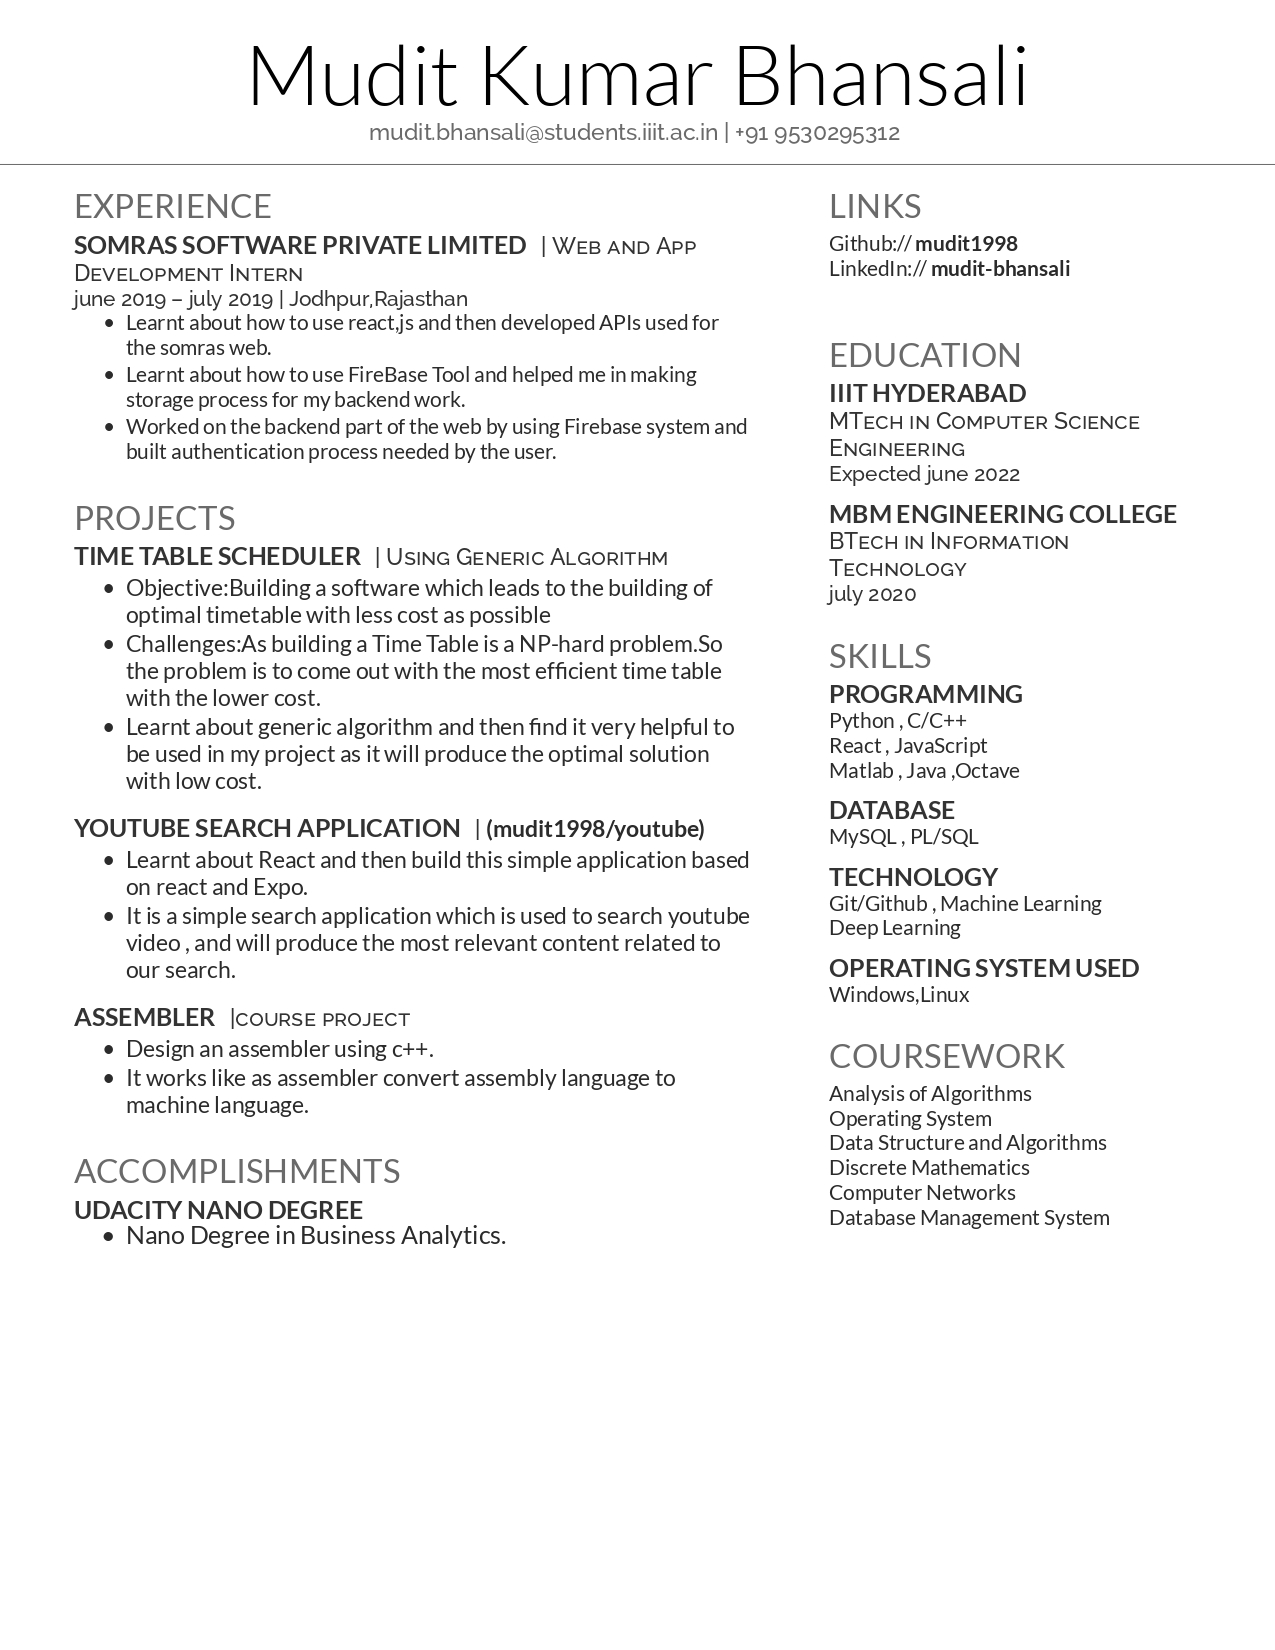 Mudit Kumar Bhansali
mudit.bhansali@students.iiit.ac.in | +91 9530295312
EXPERIENCE
SOMRAS SOFTWARE PRIVATE LIMITED | Web and App
Development Intern
june 2019 – july 2019 | Jodhpur,Rajasthan
• Learnt about how to use react,js and then developed APIs used for
the somras web.
• Learnt about how to use FireBase Tool and helped me in making
storage process for my backend work.
• Worked on the backend part of the web by using Firebase system and
built authentication process needed by the user.
PROJECTS
TIME TABLE SCHEDULER | Using Generic Algorithm
• Objective:Building a software which leads to the building of
optimal timetable with less cost as possible
• Challenges:As building a Time Table is a NP-hard problem.So
the problem is to come out with the most efficient time table
with the lower cost.
• Learnt about generic algorithm and then find it very helpful to
be used in my project as it will produce the optimal solution
with low cost.
YOUTUBE SEARCH APPLICATION | (mudit1998/youtube)
• Learnt about React and then build this simple application based
on react and Expo.
• It is a simple search application which is used to search youtube
video , and will produce the most relevant content related to
our search.
ASSEMBLER |course project
• Design an assembler using c++.
• It works like as assembler convert assembly language to
machine language.
ACCOMPLISHMENTS
UDACITY NANO DEGREE
• Nano Degree in Business Analytics.
LINKS
Github:// mudit1998
LinkedIn:// mudit-bhansali
EDUCATION
IIIT HYDERABAD
MTech in Computer Science
Engineering
Expected june 2022
MBM ENGINEERING COLLEGE
BTech in Information
Technology
july 2020
SKILLS
PROGRAMMING
Python , C/C++
React , JavaScript
Matlab , Java ,Octave
DATABASE
MySQL , PL/SQL
TECHNOLOGY
Git/Github , Machine Learning
Deep Learning
OPERATING SYSTEM USED
Windows,Linux
COURSEWORK
Analysis of Algorithms
Operating System
Data Structure and Algorithms
Discrete Mathematics
Computer Networks
Database Management System